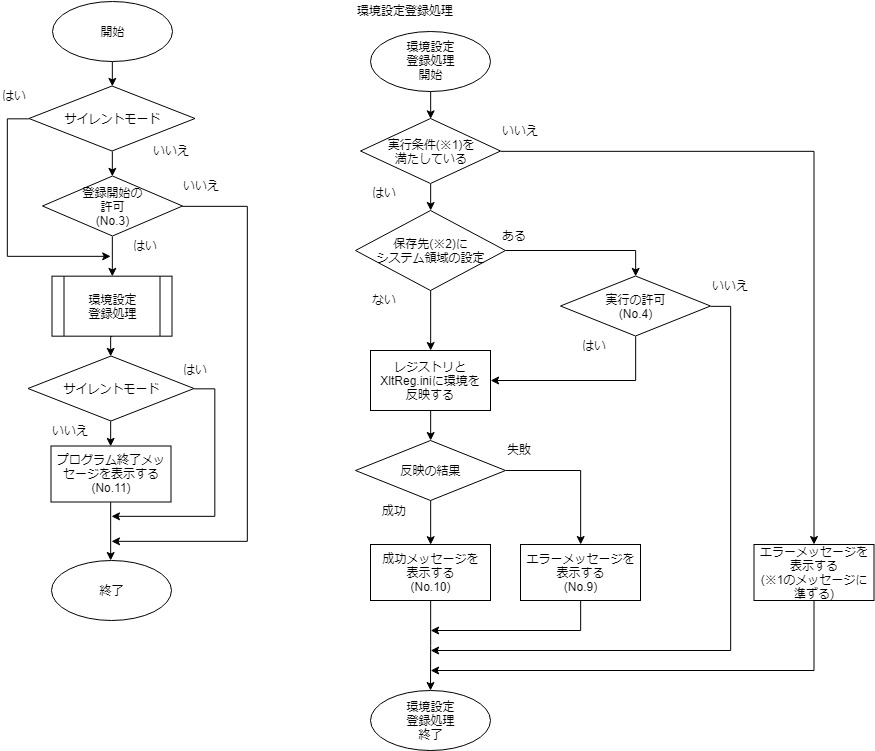 開始
はい
サイレントモード
いいえ
登録開始の
許可
(No.3)
いいえ
はい
環境設定
登録処理
サイレントモード
はい
いいえ
プログラム終了メッ
セージを表示する
(No.11)
終了
環境設定登録処理
環境設定
登録処理
開始
実行条件(※1)を
満たしている
いいえ
はい
保存先(※2)に
システム領域の設定
ある
ない
実行の許可
(No.4)
いいえ
はい
レジストリと
XltReg.iniに環境を
反映する
反映の結果
失敗
成功
成功メッセージを
表示する
(No.10)
エラーメッセージを
表示する
(No.9)
エラーメッセージを
表示する
(※1のメッセージに
準ずる)
環境設定
登録処理
終了